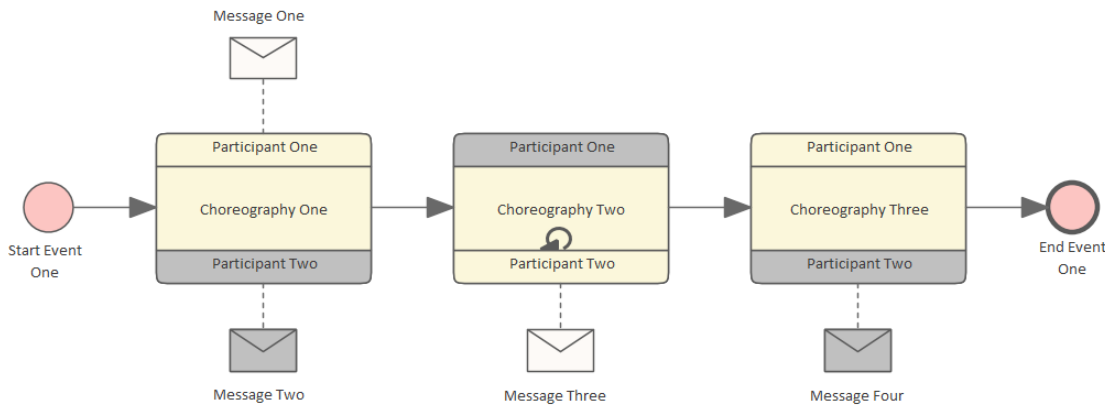 Message One
Participant One
Participant One
Participant One
Start Event
One
Choreography One
Choreography Two
Choreography Three
End Event
One
Participant Two
Participant Two
Participant Two
Message Two
Message Three
Message Four